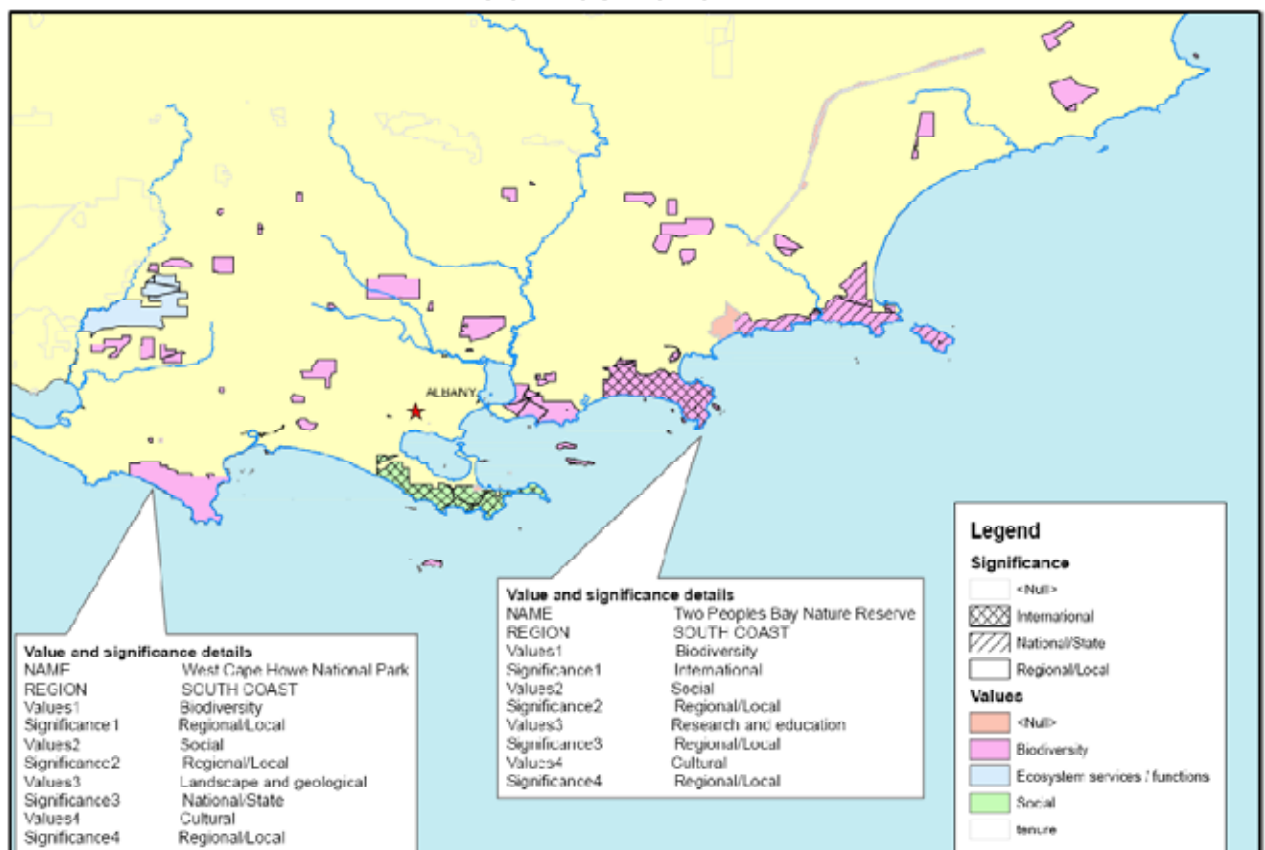 ALBANY
Value and significance details
NAME West Cape Howe National Park
REGION SOUTH COAST
Values1 Biodiversity
Significance1 Regional/Local
Values2 Social
Significance2 Regional/Local
Values3 Landscape and geological
Significance3 National/State
Values4 Cultural
Significance4 Regional/Local
Value and significance details
NAME Two Peoples Bay Nature Reserve
REGION SOUTH COAST
Values1 Biodiversity
Significance1 International
Values2 Social
Significance2 Regional/Local
Values3 Research and education
Significance3 Regional/Local
Values4 Cultural
Significance4 Regional/Local
Legend
Significance
<Null>
International
National/State
Regional/Local
Values
<Null>
Biodiversity
Ecosystem services / functions
Social
tenure